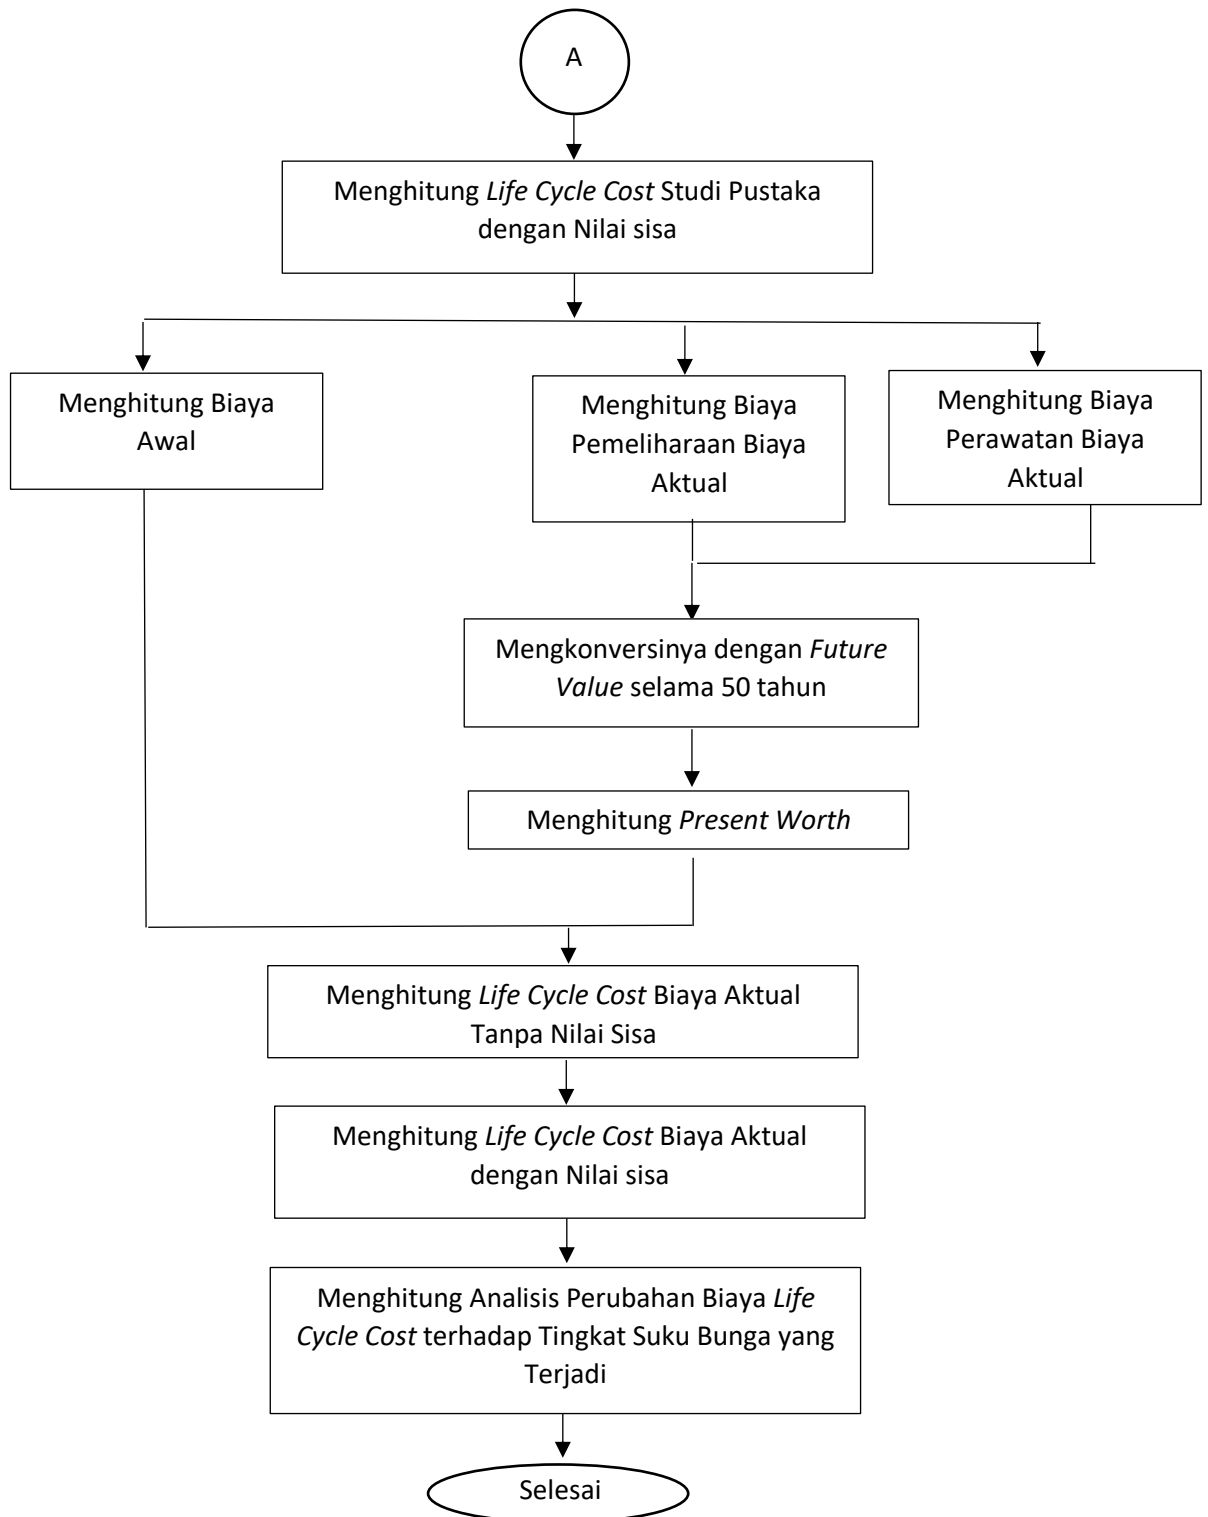 A
Menghitung Life Cycle Cost Studi Pustaka
dengan Nilai sisa
Menghitung Biaya
Awal
Menghitung Biaya
Pemeliharaan Biaya
Aktual
Menghitung Biaya
Perawatan Biaya
Aktual
Mengkonversinya dengan Future
Value selama 50 tahun
Menghitung Present Worth
Menghitung Life Cycle Cost Biaya Aktual
Tanpa Nilai Sisa
Menghitung Life Cycle Cost Biaya Aktual
dengan Nilai sisa
Menghitung Analisis Perubahan Biaya Life
Cycle Cost terhadap Tingkat Suku Bunga yang
Terjadi
Selesai